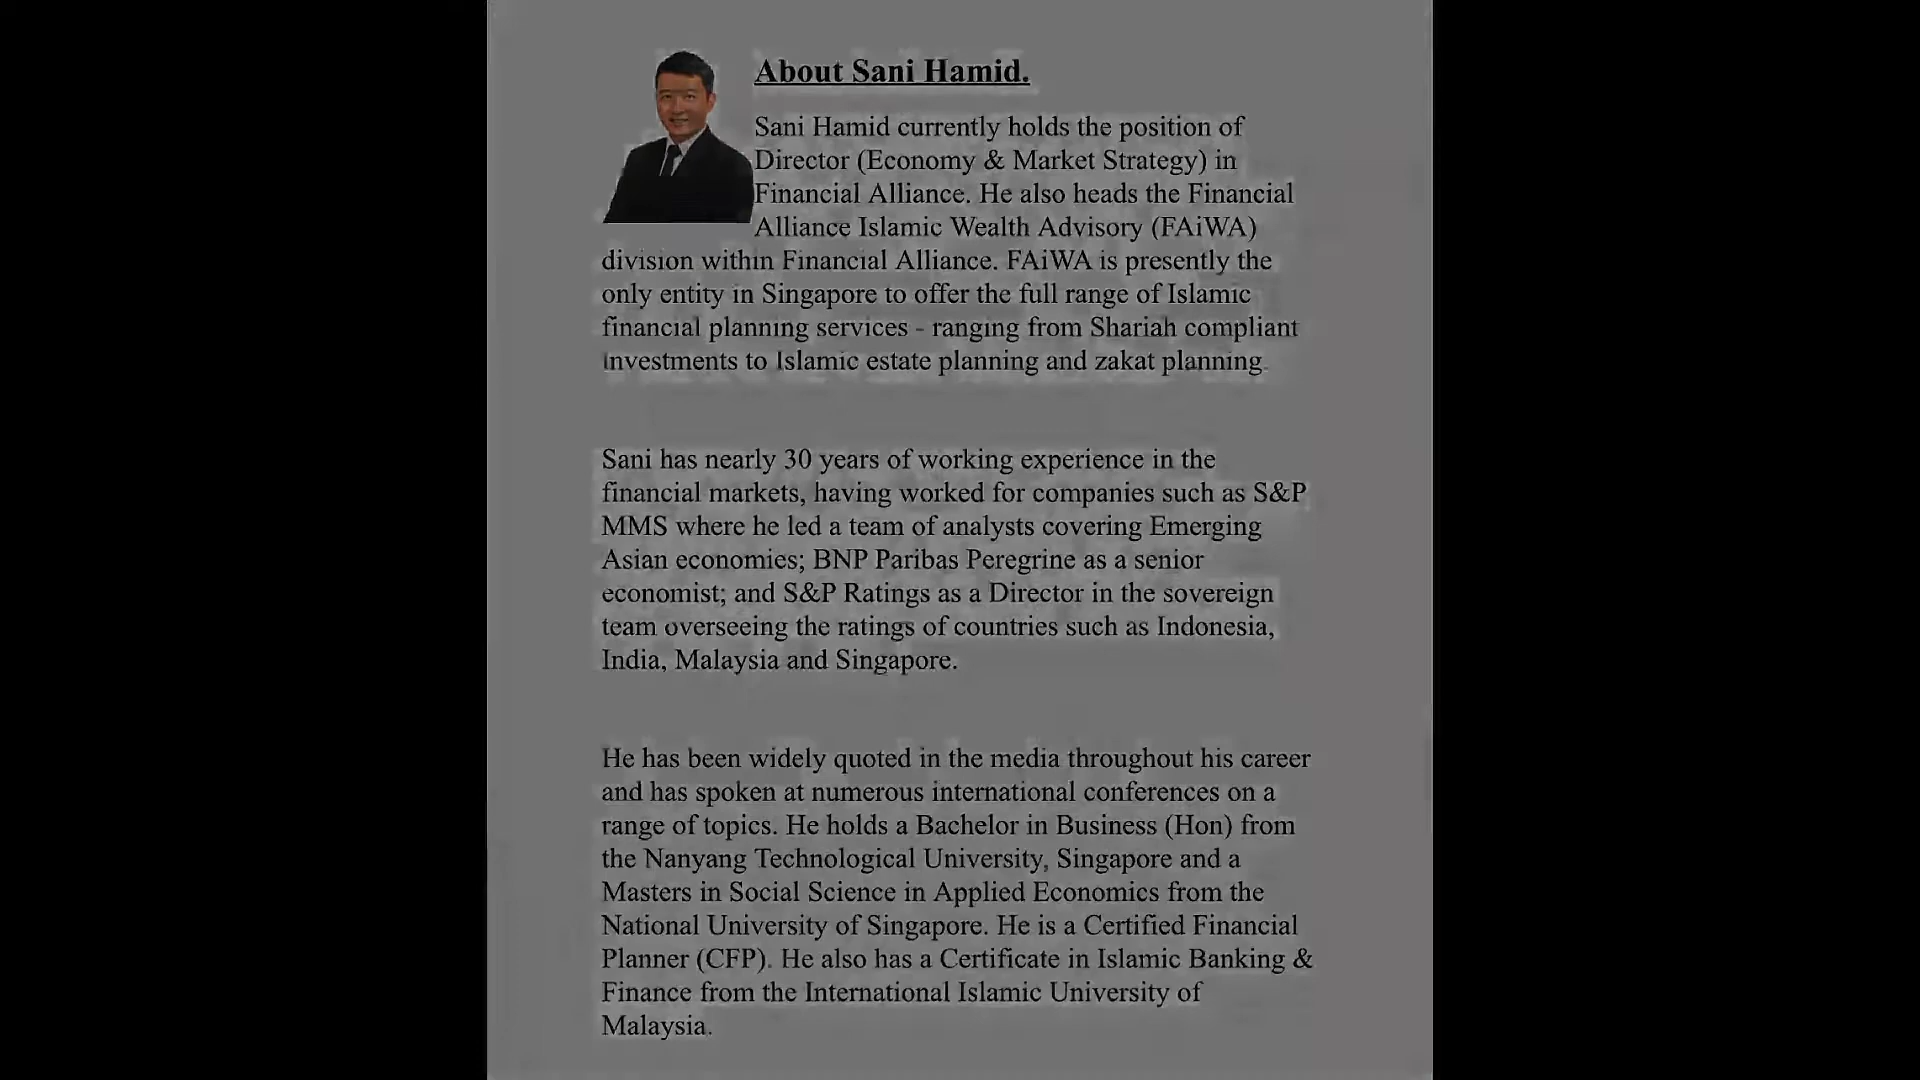 About Sani Hamid.
Sani Hamid currently holds the position of
Director (Economy & Market Strategy) in
Financial Alliance. He also heads the Financial
Alliance Islamic Wealth Advisory (FAiWA)
division within Financial Alliance. FAiWA is presently the
only entity in Singapore to offer the full range of Islamic
financial planning services - ranging from Shariah compliant
investments to Islamic estate planning and zakat planning.
Sani has nearly 30 years of working experience in the
financial markets, having worked for companies such as S&P
MMS where he led a team of analysts covering Emerging
Asian economies; BNP Paribas Peregrine as a senior
economist; and S&P Ratings as a Director in the sovereign
team overseeing the ratings of countries such as Indonesia,
India, Malaysia and Singapore.
He has been widely quoted in the media throughout his career
and has spoken at numerous international conferences on a
range of topics. He holds a Bachelor in Business (Hon) from
the Nanyang Technological University, Singapore and a
Masters in Social Science in Applied Economics from the
National University of Singapore. He is a Certified Financial
Planner (CFP). He also has a Certificate in Islamic Banking &
Finance from the International Islamic University of
Malaysia.